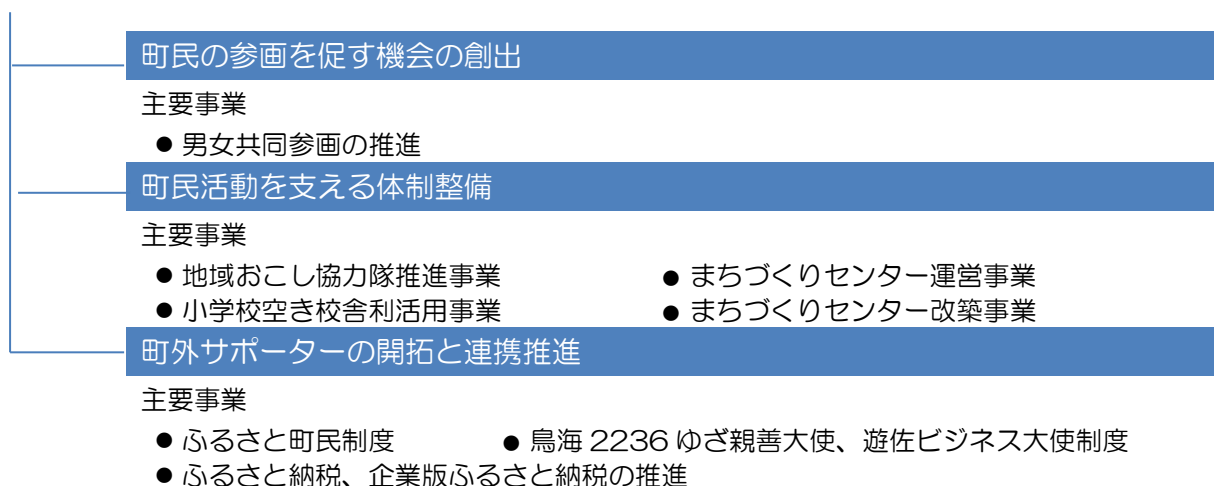 町民の参画を促す機会の創出
主要事業
● 男女共同参画の推進
町民活動を支える体制整備
主要事業
● 地域おこし協力隊推進事業 ● まちづくりセンター運営事業
● 小学校空き校舎利活用事業 ● まちづくりセンター改築事業
町外サポーターの開拓と連携推進
主要事業
● ふるさと町民制度 ● 鳥海 2236 ゆざ親善大使、遊佐ビジネス大使制度
● ふるさと納税、企業版ふるさと納税の推進